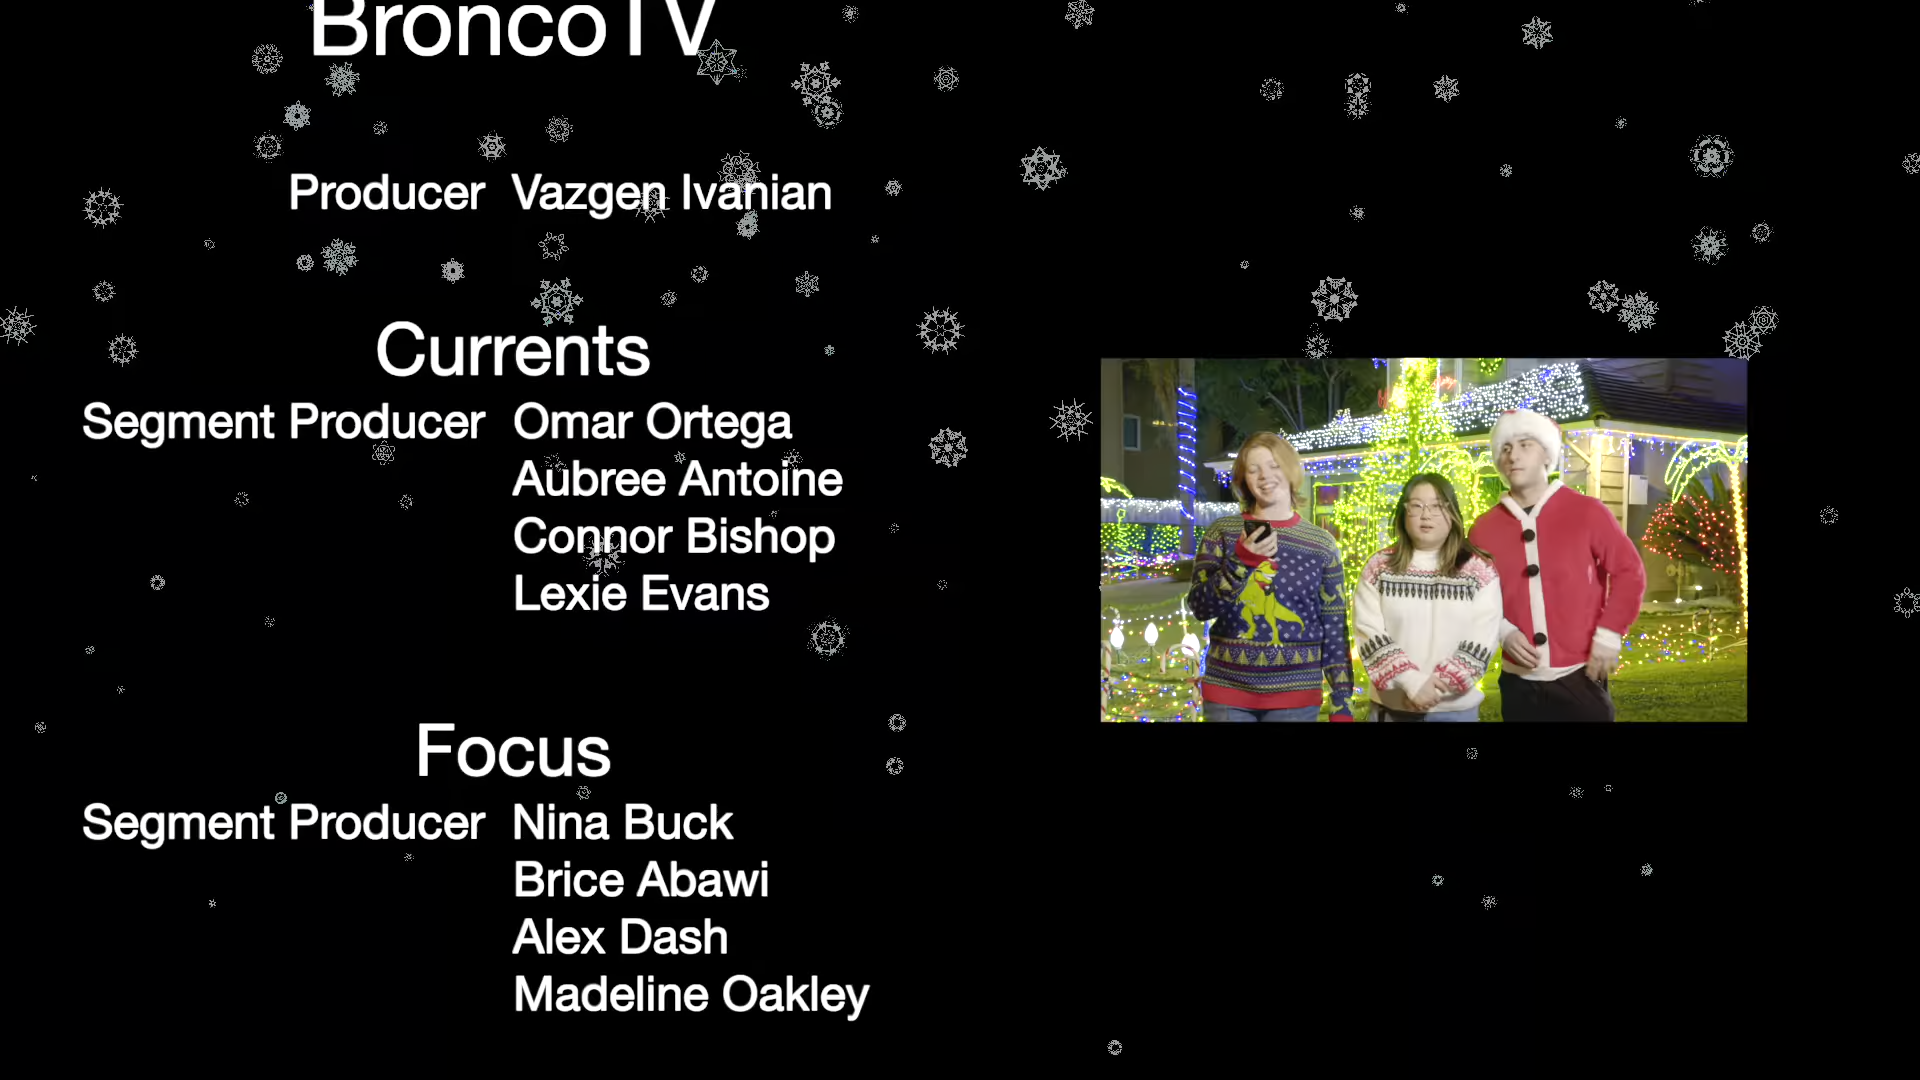 BroncoTV
Producer Vazgen Ivanian
Currents
Segment Producer Omar Ortega
Aubree Antoine
Connor Bishop
Lexie Evans
Focus
Segment Producer Nina Buck
Brice Abawi
Alex Dash
Madeline Oakley